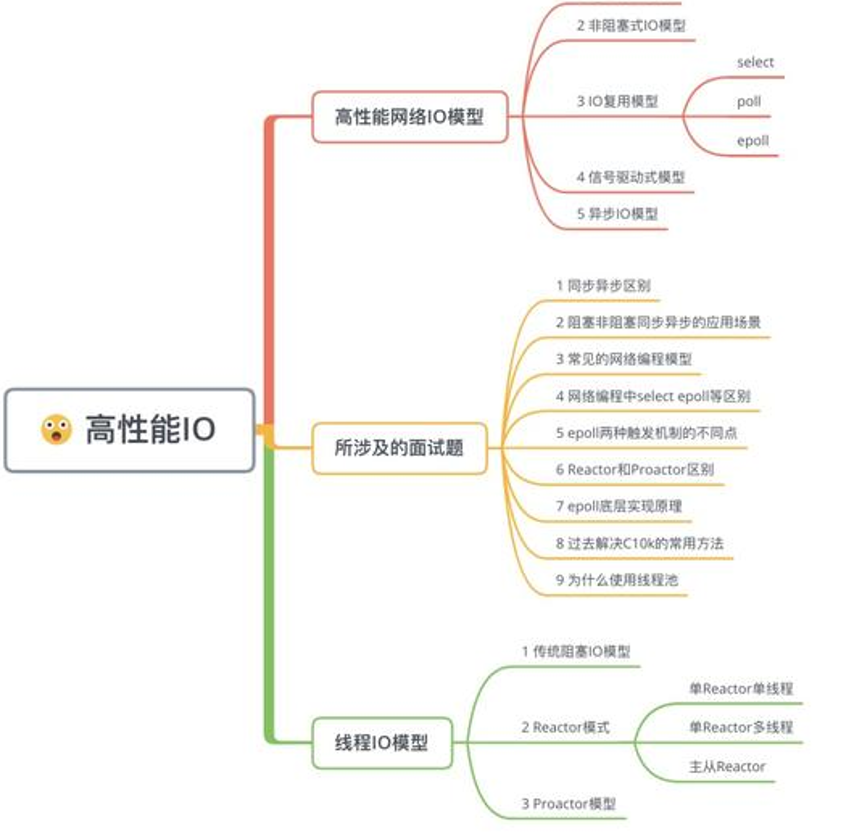 高性能IO
高性能网络IO模型
2 非阻塞式IO模型
3 IO复用模型
select
poll
epoll
4 信号驱动式模型
5 异步IO模型
所涉及的面试题
1 同步异步区别
2 阻塞非阻塞同步异步的应用场景
3 常见的网络编程模型
4 网络编程中select epoll等区别
5 epoll两种触发机制的不同点
6 Reactor和Proactor区别
7 epoll底层实现原理
8 过去解决C10k的常用方法
9 为什么使用线程池
线程IO模型
1 传统阻塞IO模型
2 Reactor模式
单Reactor单线程
单Reactor多线程
主从Reactor
3 Proactor模型